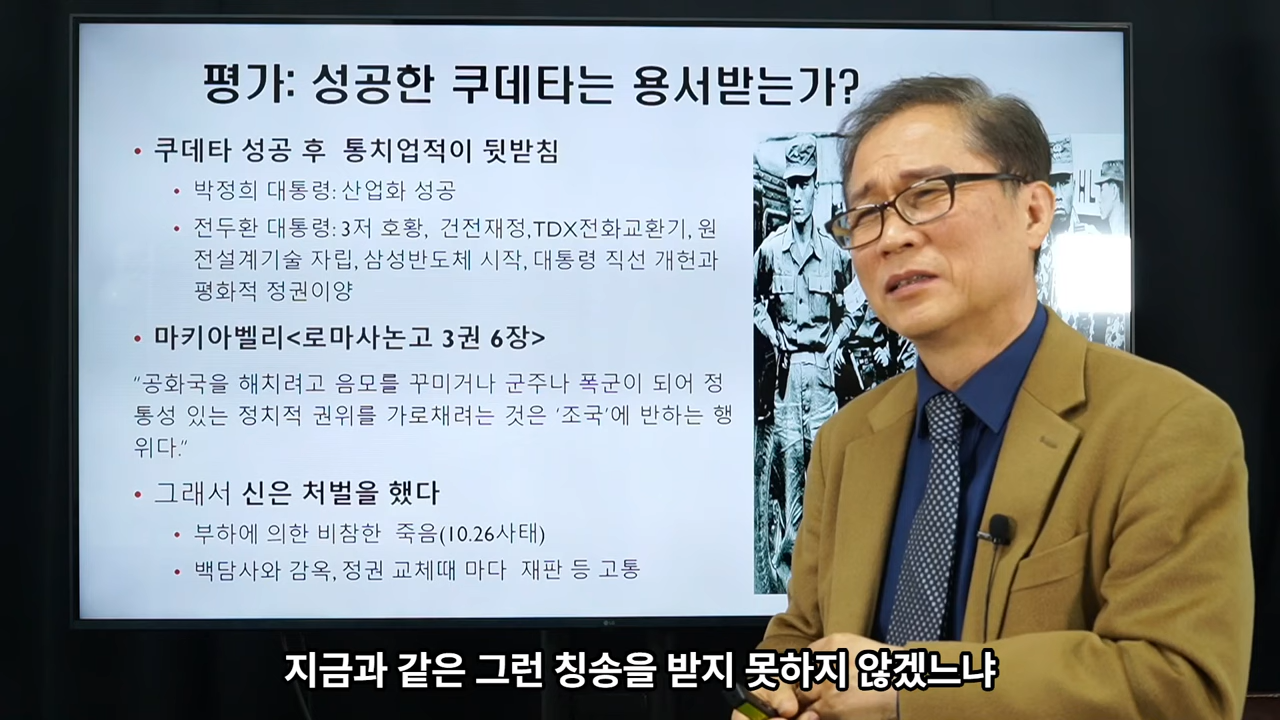 평가: 성공한 쿠데타는 용서받는가?
• 쿠데타 성공 후 통치업적이 뒷받침
• 박정희 대통령: 산업화 성공
• 전두환 대통령: 3저 호황, 건전재정,TDX전화교환기, 원
전설계기술 자립, 삼성반도체 시작, 대통령 직선 개헌과
평화적 정권이양
• 마키아벨리<로마사논고 3권 6장>
“공화국을 해치려고 음모를 꾸미거나 군주나 폭군이 되어 정
통성 있는 정치적 권위를 가로채려는 것은 ‘조국’에 반하는 행
위다.”
• 그래서 신은 처벌을 했다
• 부하에 의한 비참한 죽음(10.26사태)
• 백담사와 감옥, 정권 교체때 마다 재판 등 고통
LG
지금과 같은 그런 칭송을 받지 못하지 않겠느냐